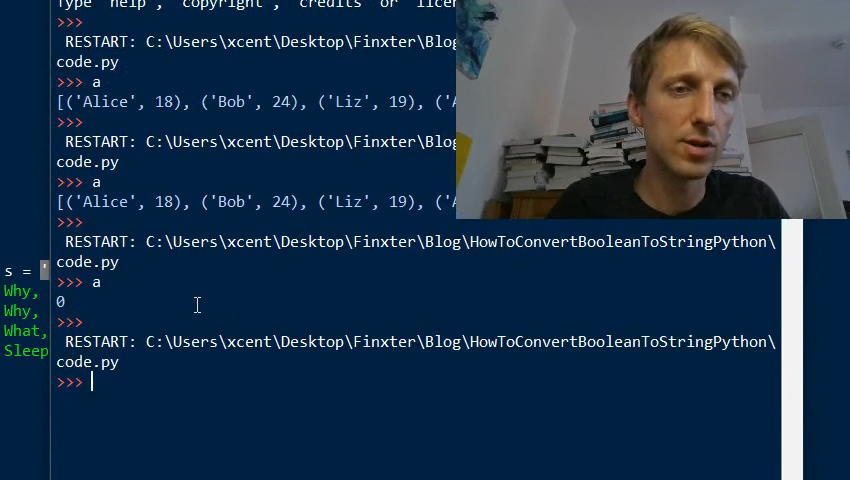 Type "help", "copyright", "credits" or
>>>
RESTART: C:\Users\xcent\Desktop\Finxter\Blog
code.py
>>> a
[('Alice', 18), ('Bob', 24), ('Liz', 19), ('
>>>
RESTART: C:\Users\xcent\Desktop\Finxter\Blog
code.py
>>> a
[('Alice', 18), ('Bob', 24), ('Liz', 19), ('
>>>
RESTART: C:\Users\xcent\Desktop\Finxter\Blog\HowToConvertBooleanToStringPython\
code.py
>>> a
0
>>>
RESTART: C:\Users\xcent\Desktop\Finxter\Blog\HowToConvertBooleanToStringPython\
code.py
>>>
s = '
Why,
Why,
What,
Sleep